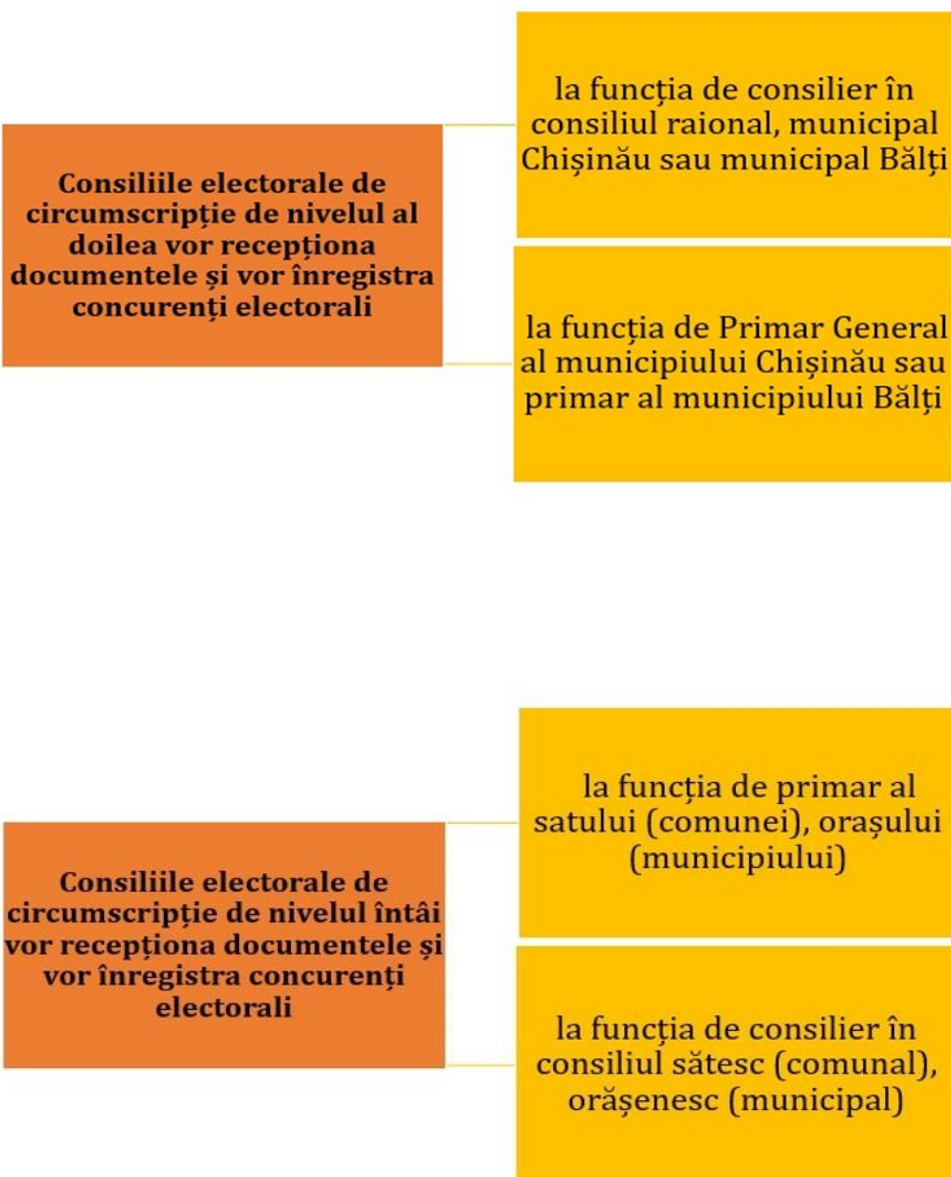 Consiliile electorale de
circumscripție de nivelul al
doilea vor recepționa
documentele și vor înregistra
concurenți electorali
la funcția de consilier în
consiliul raional, municipal
Chișinău sau municipal Bălți
la funcția de Primar General
al municipiului Chișinău sau
primar al municipiului Bălți
Consiliile electorale de
circumscripție de nivelul întâi
vor recepționa documentele și
vor înregistra concurenți
electorali
la funcția de primar al
satului (comunei), orașului
(municipiului)
la funcția de consilier în
consiliul sătesc (comunal),
orășenesc (municipal)